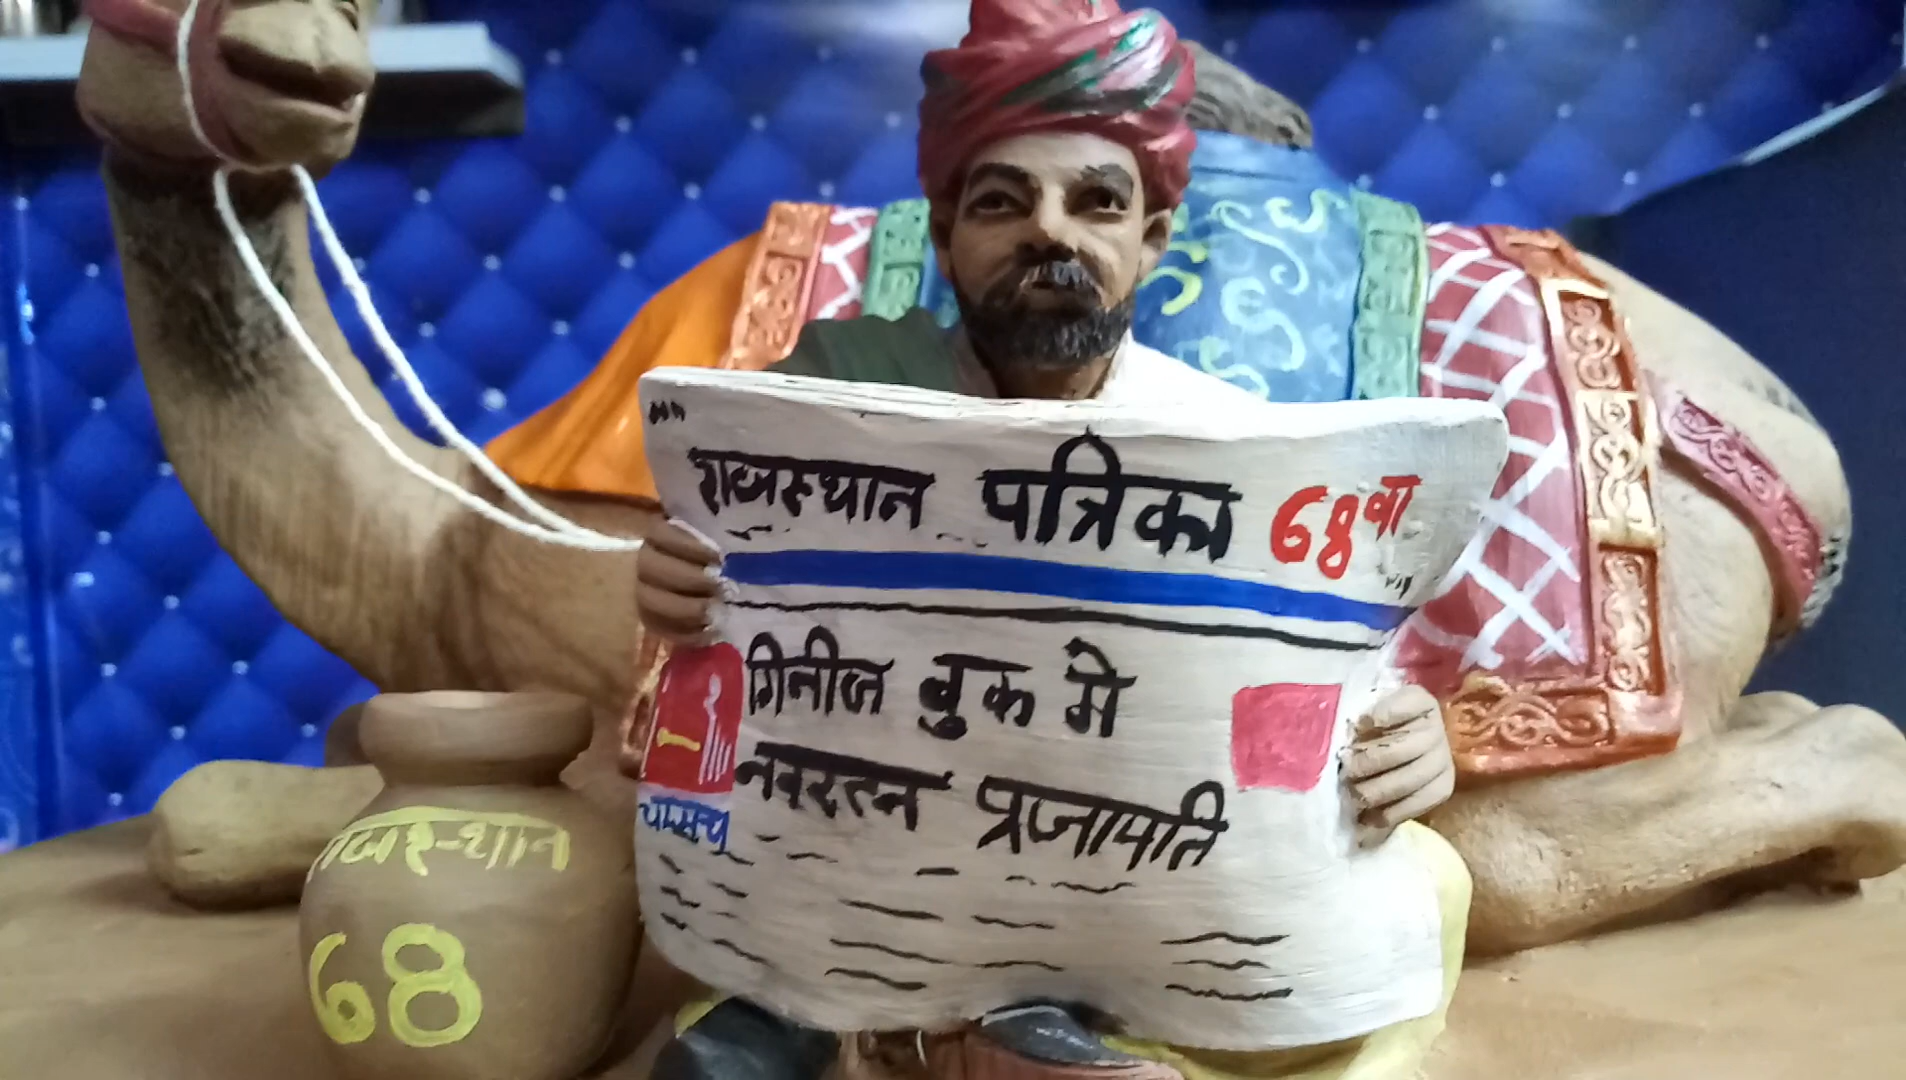 राजस्थान पत्रिका 68वा
गिनीज बुक मे
नवरत्न प्रजापति
राजस्थान
68